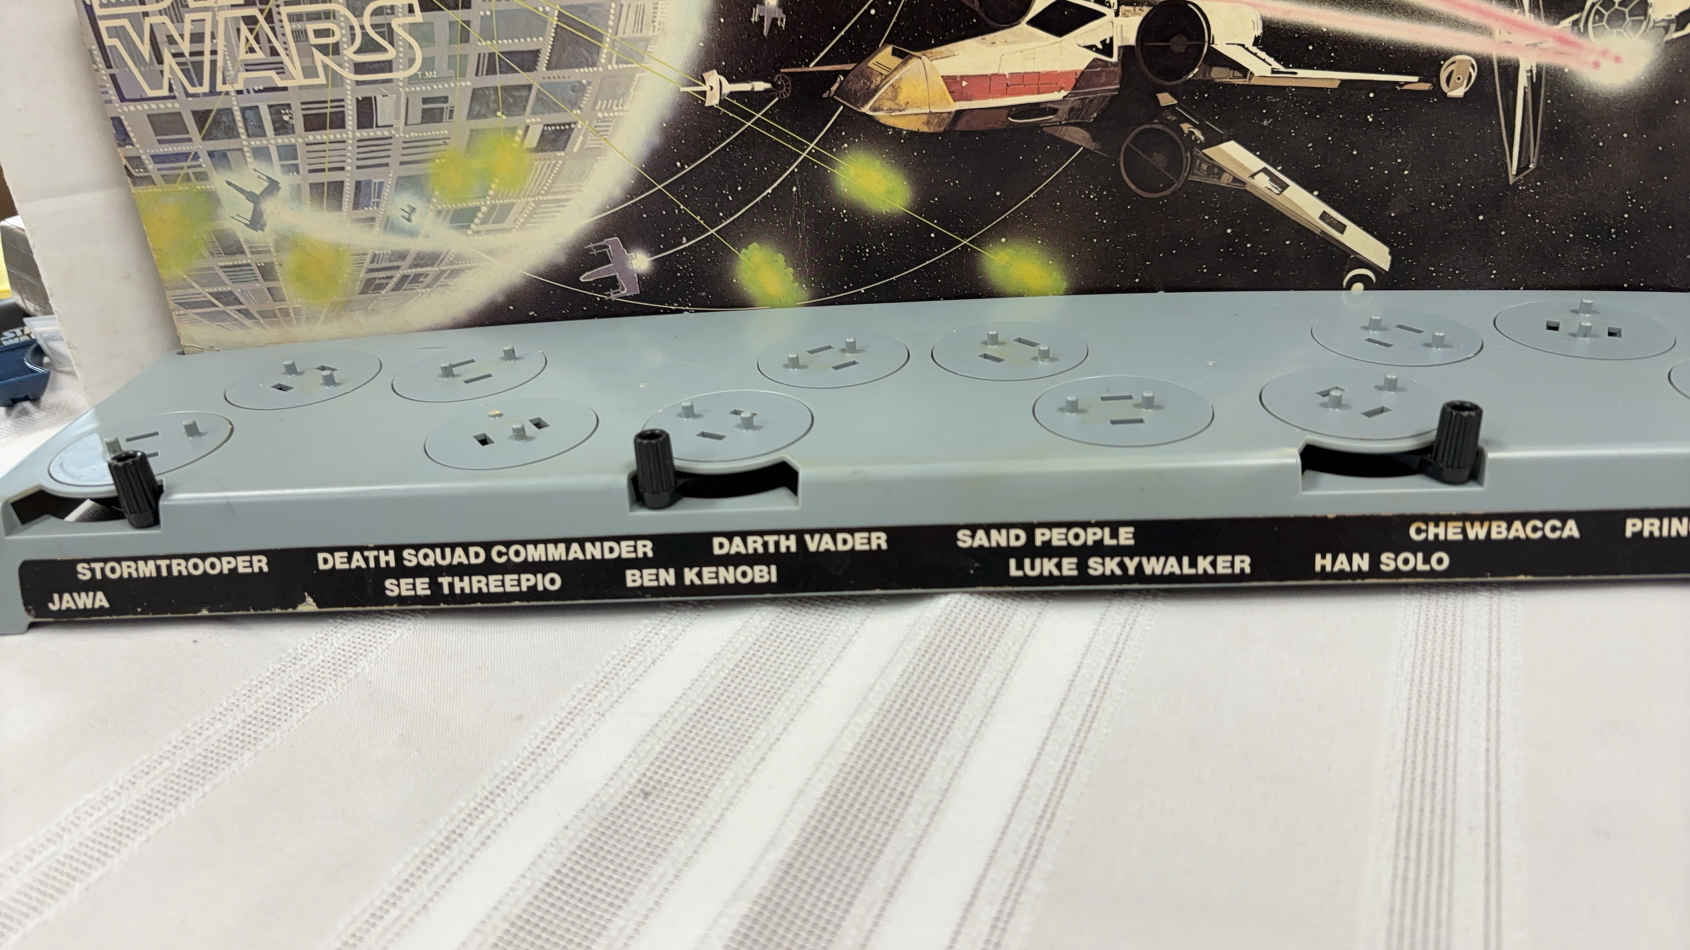 WARS
STORMTROOPER DEATH SQUAD COMMANDER DARTH VADER SAND PEOPLE CHEWBACCA PRIN
JAWA SEE THREEPIO BEN KENOBI LUKE SKYWALKER HAN SOLO